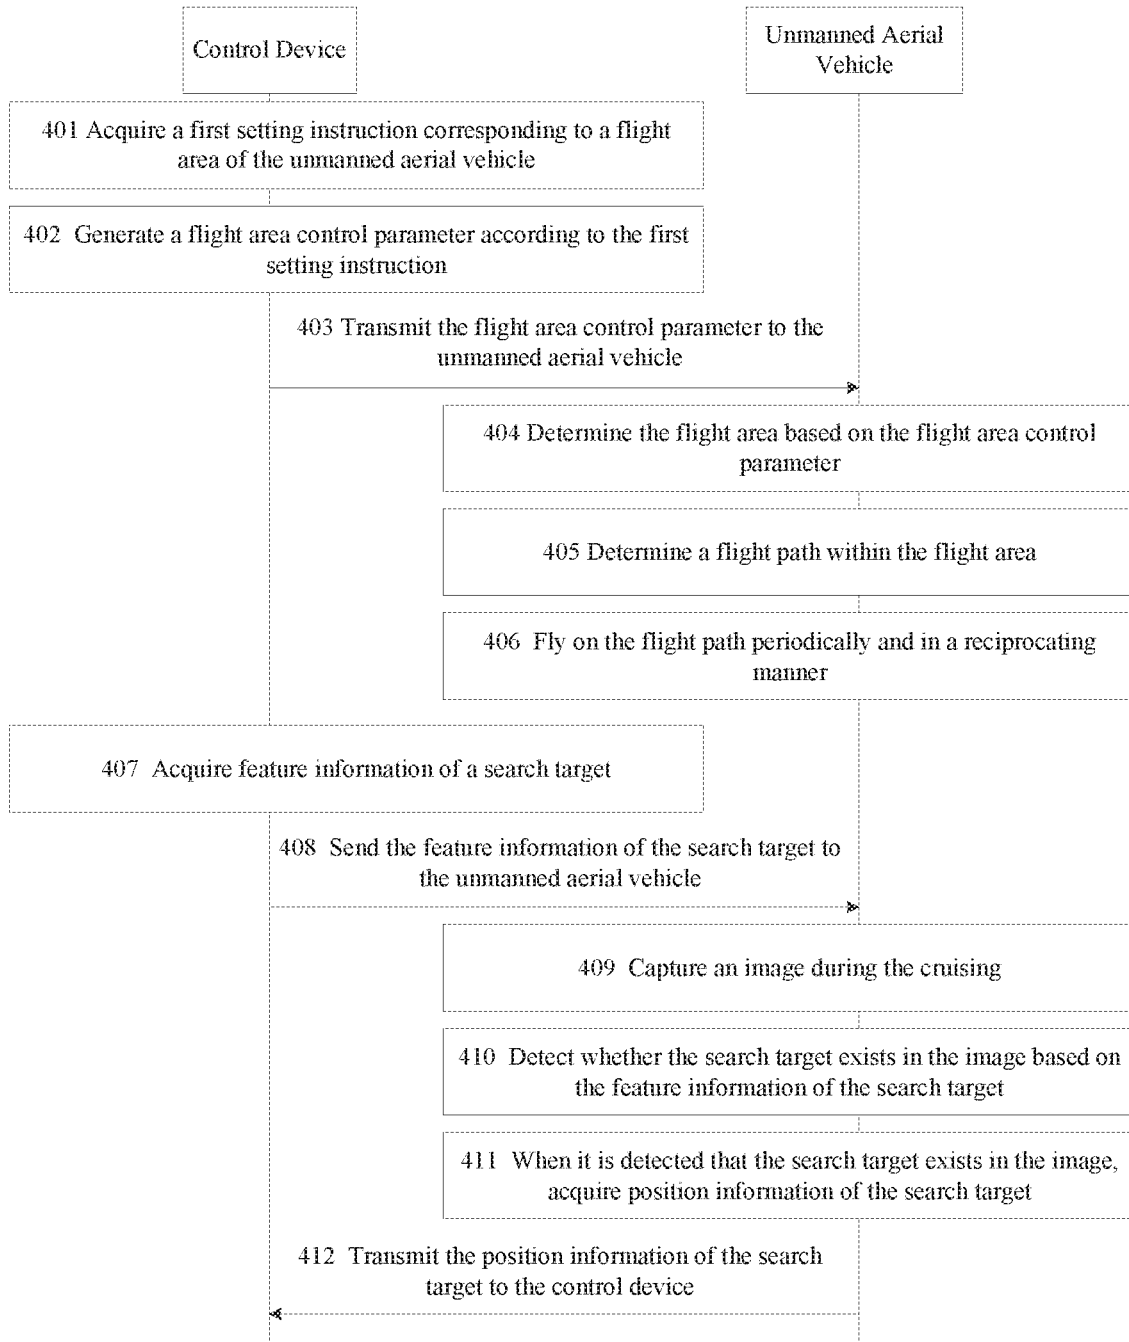 Control Device
Unmanned Aerial
Vehicle
401 Acquire a first setting instruction corresponding to a flight
area of the unmanned aerial vehicle
402 Generate a flight area control parameter according to the first
setting instruction
403 Transmit the flight area control parameter to the
unmanned aerial vehicle
404 Determine the flight area based on the flight area control
parameter
405 Determine a flight path within the flight area
406 Fly on the flight path periodically and in a reciprocating
manner
407 Acquire feature information of a search target
408 Send the feature information of the search target to
the unmanned aerial vehicle
409 Capture an image during the cruising
410 Detect whether the search target exists in the image based on
the feature information of the search target
411 When it is detected that the search target exists in the image,
acquire position information of the search target
412 Transmit the position information of the search
target to the control device